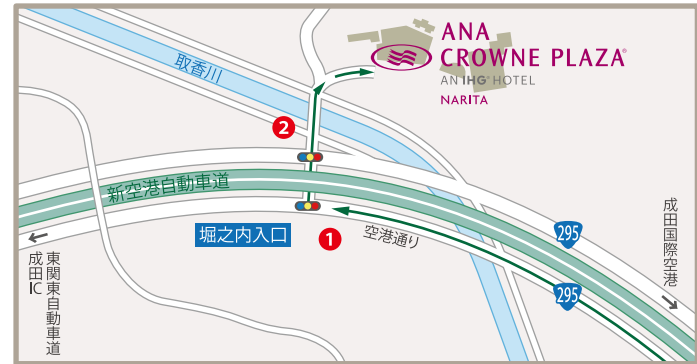 ANA
CROWNE PLAZA®
AN IHG® HOTEL
NARITA
取香川
2
新空港自動車道
堀之内入口
1
空港通り
295
295
成田国際空港
東関東自動車道
成田IC